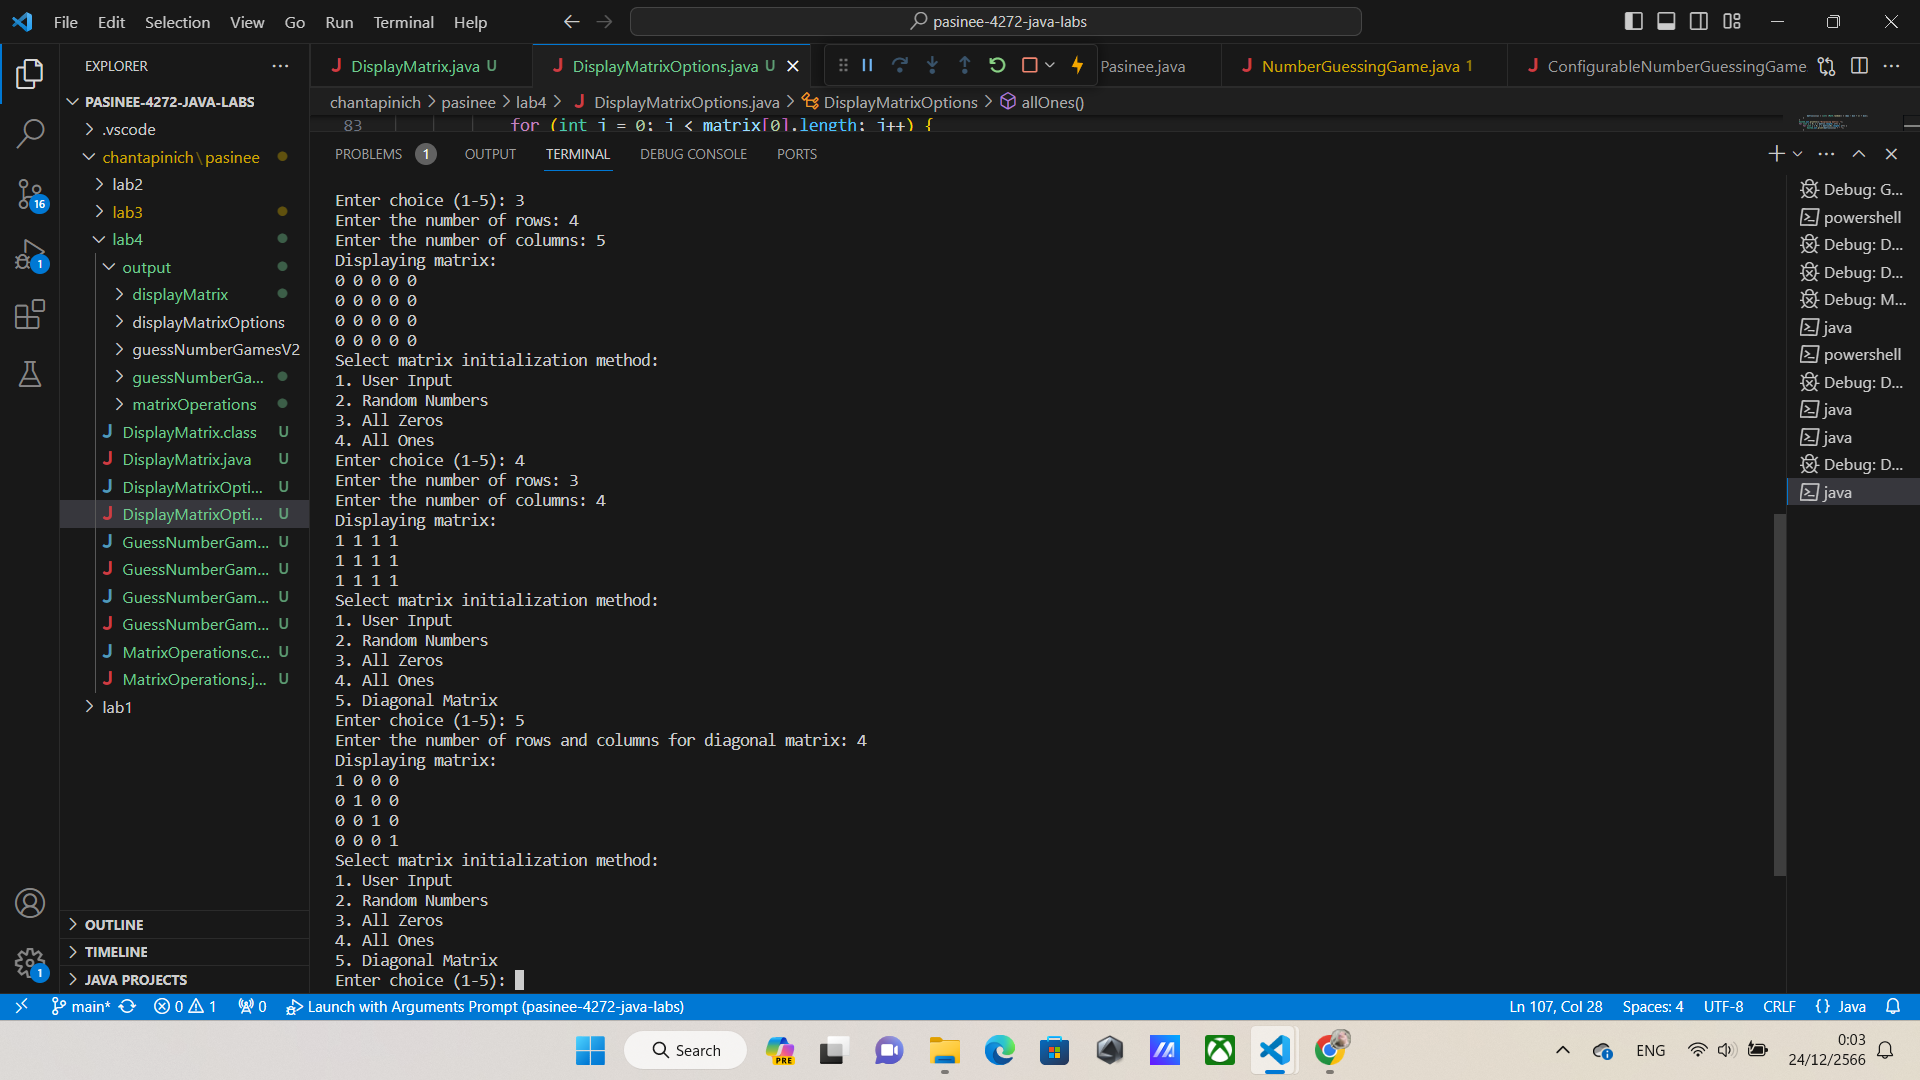 File Edit Selection View Go Run Terminal Help
pasinee-4272-java-labs
EXPLORER
DisplayMatrix.java U
DisplayMatrixOptions.java U
Pasinee.java
NumberGuessingGame.java 1
ConfigurableNumberGuessingGame
PASINEE-4272-JAVA-LABS
.vscode
chantapinich\pasinee
lab2
lab3
lab4
output
displayMatrix
displayMatrixOptions
guessNumberGamesV2
guessNumberGa...
matrixOperations
DisplayMatrix.class U
DisplayMatrix.java U
DisplayMatrixOpti... U
DisplayMatrixOpti... U
GuessNumberGam... U
GuessNumberGam... U
GuessNumberGam... U
GuessNumberGam... U
MatrixOperations.c... U
MatrixOperations.j... U
lab1
OUTLINE
TIMELINE
JAVA PROJECTS
16
1
1
chantapinich > pasinee > lab4 > DisplayMatrixOptions.java > DisplayMatrixOptions > allOnes()
83 for (int j = 0; j < matrix[0].length; j++) {
PROBLEMS 1 OUTPUT TERMINAL DEBUG CONSOLE PORTS
Enter choice (1-5): 3
Enter the number of rows: 4
Enter the number of columns: 5
Displaying matrix:
0 0 0 0 0
0 0 0 0 0
0 0 0 0 0
0 0 0 0 0
Select matrix initialization method:
1. User Input
2. Random Numbers
3. All Zeros
4. All Ones
Enter choice (1-5): 4
Enter the number of rows: 3
Enter the number of columns: 4
Displaying matrix:
1 1 1 1
1 1 1 1
1 1 1 1
Select matrix initialization method:
1. User Input
2. Random Numbers
3. All Zeros
4. All Ones
5. Diagonal Matrix
Enter choice (1-5): 5
Enter the number of rows and columns for diagonal matrix: 4
Displaying matrix:
1 0 0 0
0 1 0 0
0 0 1 0
0 0 0 1
Select matrix initialization method:
1. User Input
2. Random Numbers
3. All Zeros
4. All Ones
5. Diagonal Matrix
Enter choice (1-5):
Debug: G...
powershell
Debug: D...
Debug: D...
Debug: M...
java
powershell
Debug: D...
java
java
Debug: D...
java
main* 0 1 0 Launch with Arguments Prompt (pasinee-4272-java-labs)
Ln 107, Col 28 Spaces: 4 UTF-8 CRLF {} Java
Search
PRE
ENG
0:03
24/12/2566